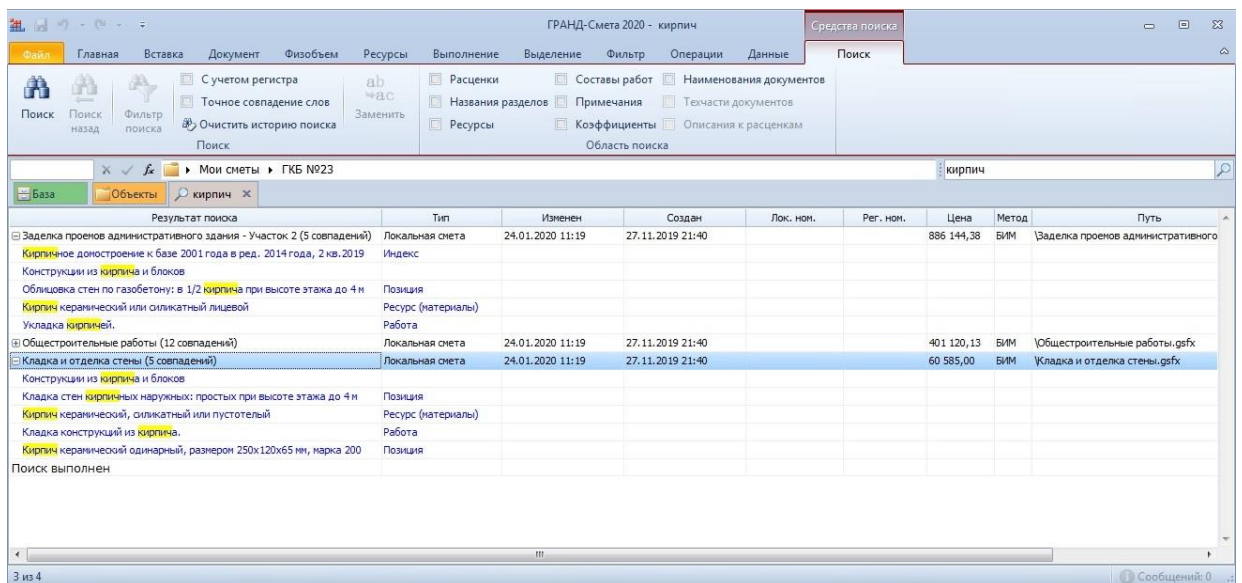 ГРАНД-Смета 2020 - кирпич
Средства поиска
Файл Главная Вставка Документ Физобъем Ресурсы Выполнение Выделение Фильтр Операции Данные Поиск
Поиск
Поиск назад
Фильтр поиска
С учетом регистра
Точное совпадение слов
Очистить историю поиска
ab ac
Заменить
Поиск
Расценки Составы работ Наименования документов
Названия разделов Примечания Техчасти документов
Ресурсы Коэффициенты Описания к расценкам
Область поиска
fx Мои сметы ГКБ №23 кирпич
База Объекты кирпич
Результат поиска Тип Изменен Создан Лок. ном. Рег. ном. Цена Метод Путь
Заделка проемов административного здания - Участок 2 (5 совпадений) Локальная смета 24.01.2020 11:19 27.11.2019 21:40 886 144,38 БИМ \Заделка проемов административного
Кирпичное домостроение к базе 2001 года в ред. 2014 года, 2 кв.2019 Индекс
Конструкции из кирпича и блоков
Облицовка стен по газобетону: в 1/2 кирпича при высоте этажа до 4 м Позиция
Кирпич керамический или силикатный лицевой Ресурс (материалы)
Укладка кирпичей. Работа
Общестроительные работы (12 совпадений) Локальная смета 24.01.2020 11:19 27.11.2019 21:40 401 120,13 БИМ \Общестроительные работы.gsfx
Кладка и отделка стены (5 совпадений) Локальная смета 24.01.2020 11:19 27.11.2019 21:40 60 585,00 БИМ \Кладка и отделка стены.gsfx
Конструкции из кирпича и блоков
Кладка стен кирпичных наружных: простых при высоте этажа до 4 м Позиция
Кирпич керамический, силикатный или пустотелый Ресурс (материалы)
Кладка конструкций из кирпича. Работа
Кирпич керамический одинарный, размером 250х120х65 мм, марка 200 Позиция
Поиск выполнен
3 из 4 Сообщений: 0